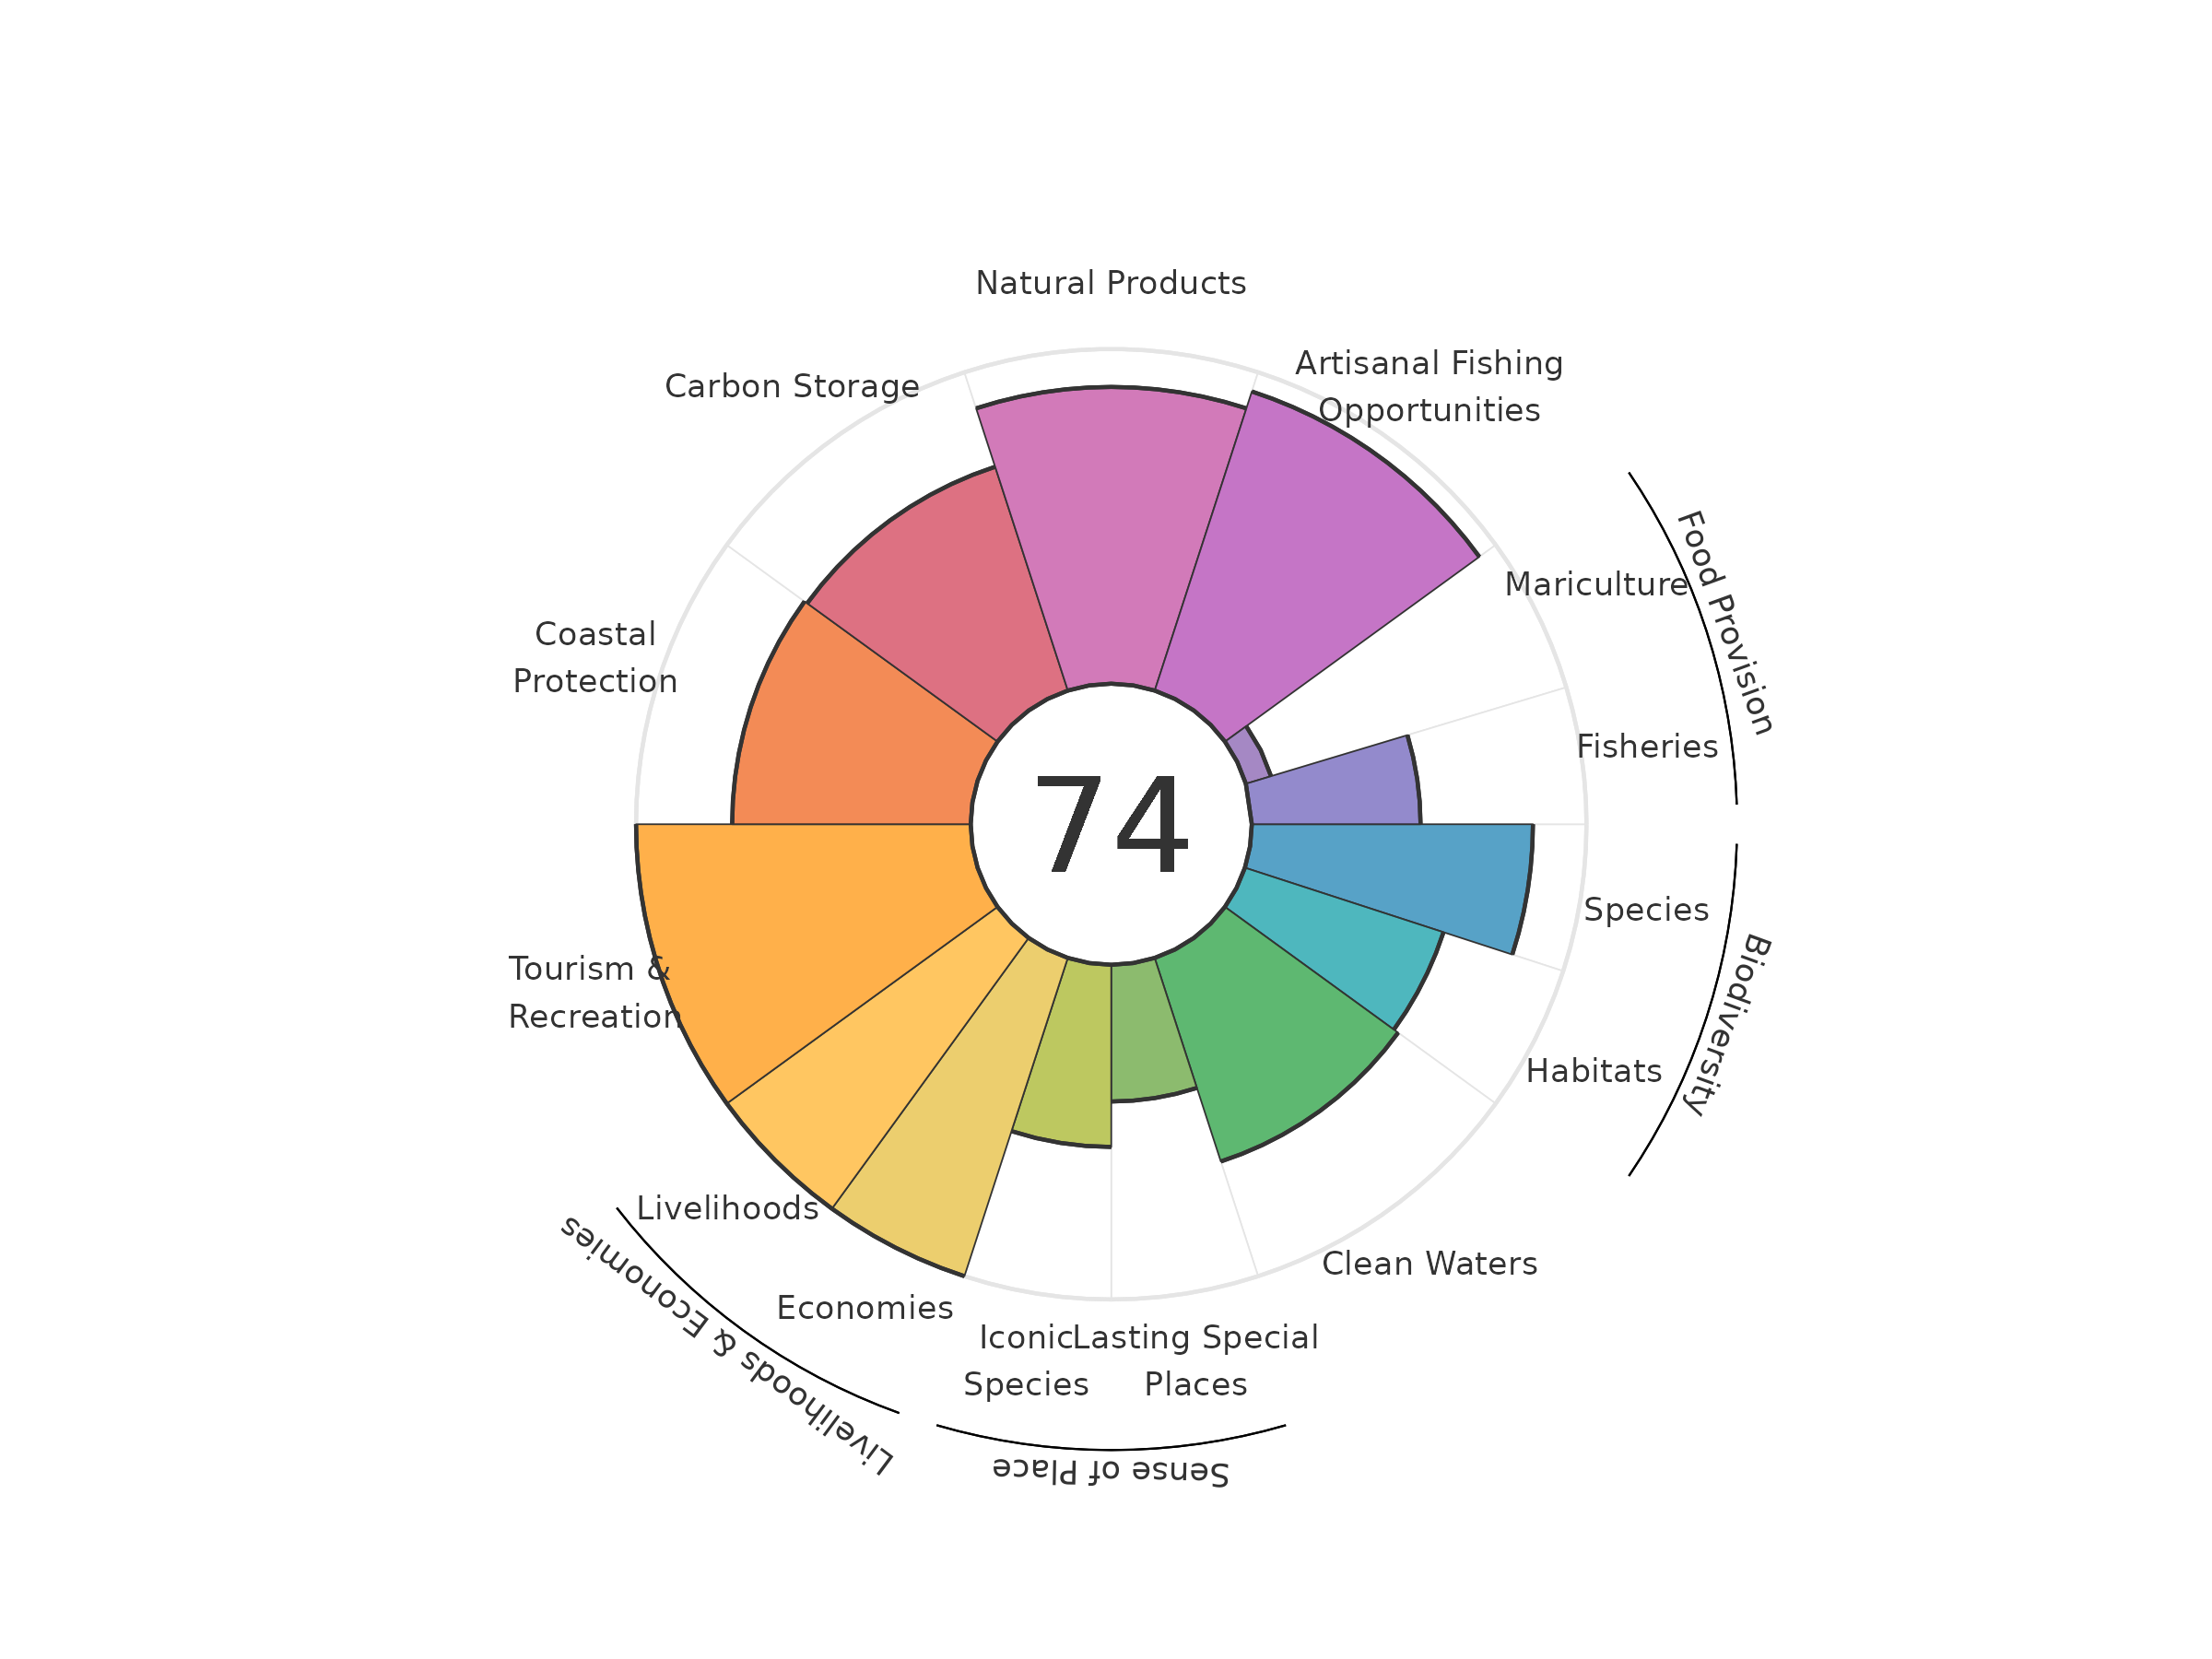 Natural Products
Artisanal Fishing
Opportunities
Carbon Storage
Food Provision
Mariculture
Coastal
Protection
Fisheries
74
Species
Biodiversity
Tourism &
Recreation
Habitats
Livelihoods
Clean Waters
Economies
Livelihoods & Economies
Iconic
Species
Lasting Special
Places
Sense of Place